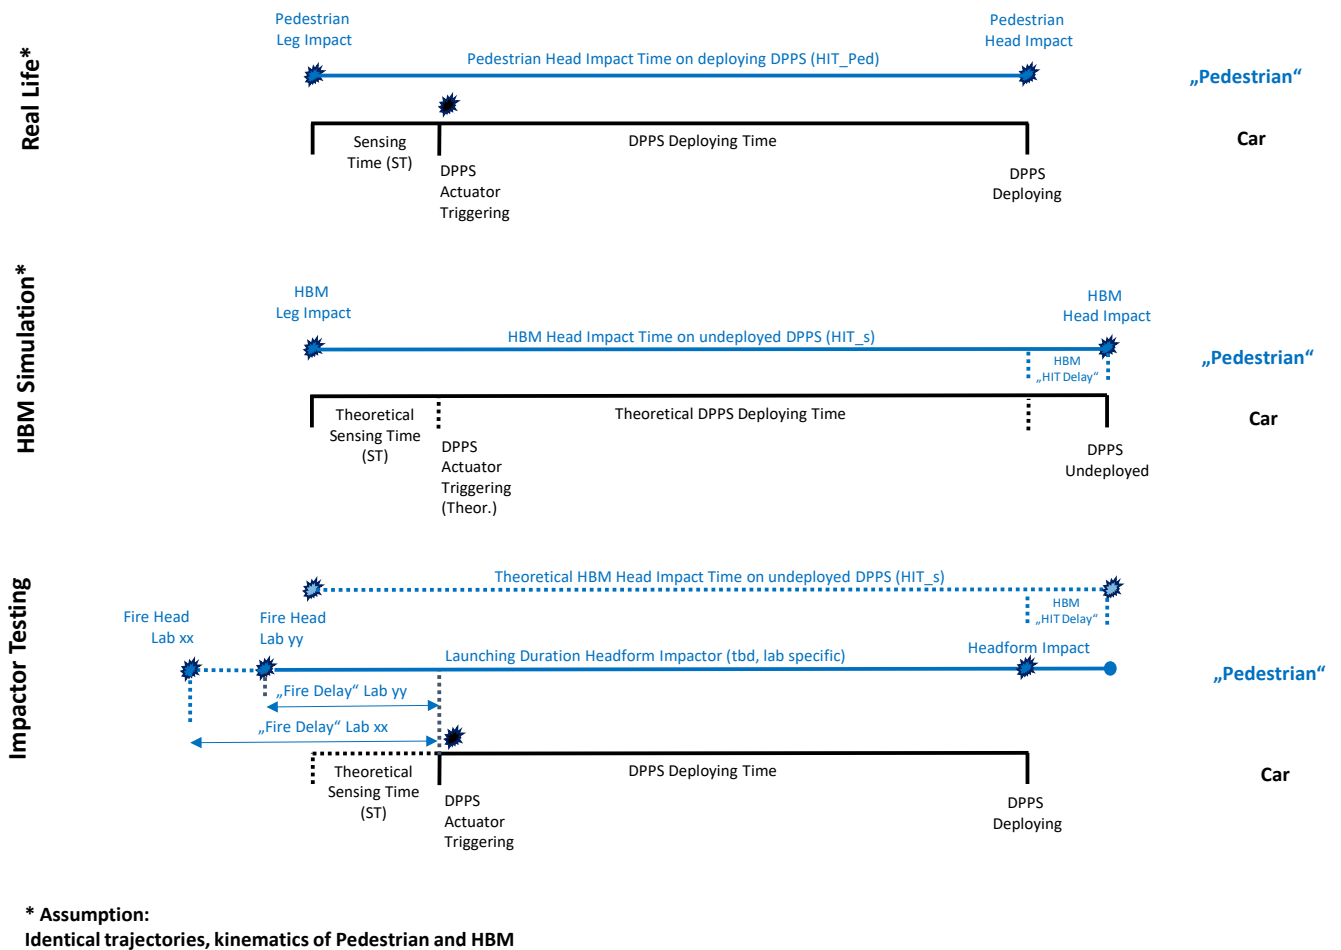 Real Life*
Pedestrian
Leg Impact
Pedestrian Head Impact Time on deploying DPPS (HIT_Ped)
Pedestrian
Head Impact
„Pedestrian“
Sensing
Time (ST)
DPPS
Actuator
Triggering
DPPS Deploying Time
DPPS
Deploying
Car
HBM Simulation*
HBM
Leg Impact
HBM Head Impact Time on undeployed DPPS (HIT_s)
HBM
Head Impact
HBM
„HIT Delay“
„Pedestrian“
Theoretical
Sensing Time
(ST)
DPPS
Actuator
Triggering
(Theor.)
Theoretical DPPS Deploying Time
DPPS
Undeployed
Car
Impactor Testing
Theoretical HBM Head Impact Time on undeployed DPPS (HIT_s)
HBM
„HIT Delay“
Fire Head
Lab xx
Fire Head
Lab yy
Launching Duration Headform Impactor (tbd, lab specific)
Headform Impact
„Pedestrian“
„Fire Delay“ Lab yy
„Fire Delay“ Lab xx
Theoretical
Sensing Time
(ST)
DPPS
Actuator
Triggering
DPPS Deploying Time
DPPS
Deploying
Car
* Assumption:
Identical trajectories, kinematics of Pedestrian and HBM